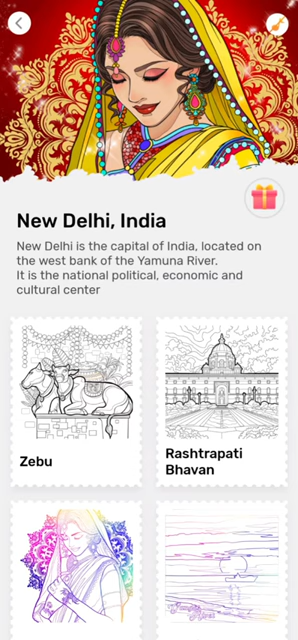 New Delhi, India
New Delhi is the capital of India, located on
the west bank of the Yamuna River.
It is the national political, economic and
cultural center
Zebu
Rashtrapati
Bhavan